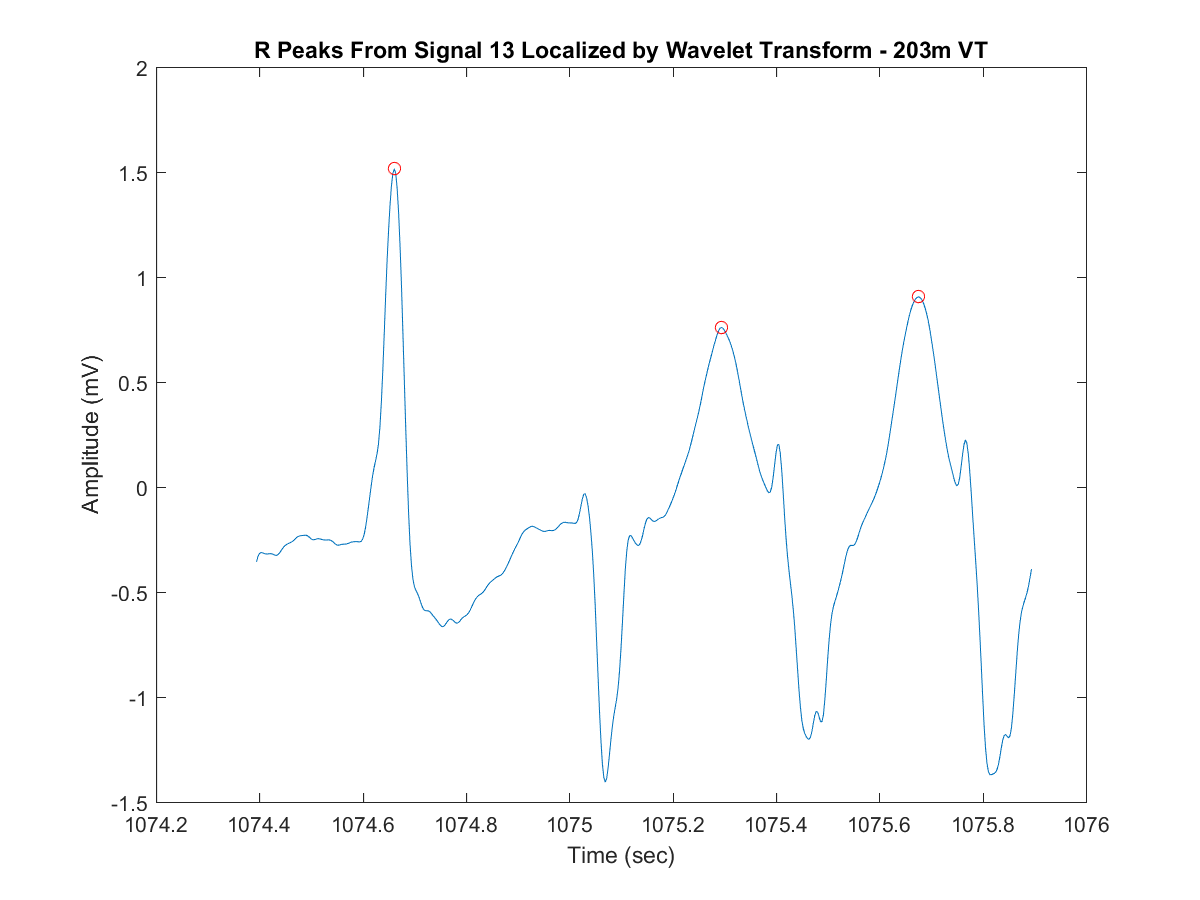 R Peaks From Signal 13 Localized by Wavelet Transform - 203m VT
2
1.5
1
0.5
0
-0.5
-1
-1.5
Amplitude (mV)
1074.2 1074.4 1074.6 1074.8 1075 1075.2 1075.4 1075.6 1075.8 1076
Time (sec)